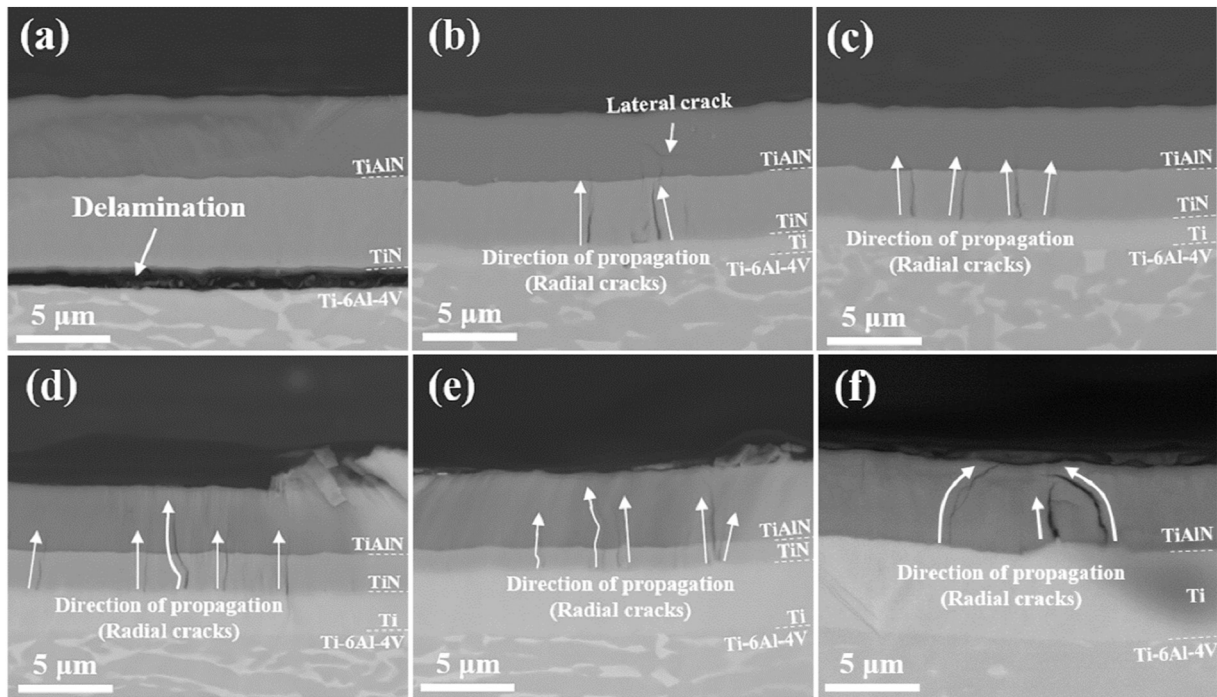 (a)
TiAlN
Delamination
TiN
Ti-6Al-4V
5 μm
(b)
Lateral crack
TiAlN
TiN
Ti
Direction of propagation
(Radial cracks)
Ti-6Al-4V
5 μm
(c)
TiAlN
TiN
Ti
Direction of propagation
(Radial cracks)
Ti-6Al-4V
5 μm
(d)
TiAlN
TiN
Direction of propagation
(Radial cracks)
Ti
Ti-6Al-4V
5 μm
(e)
TiAlN
TiN
Direction of propagation
(Radial cracks)
Ti
Ti-6Al-4V
5 μm
(f)
TiAlN
Direction of propagation
(Radial cracks)
Ti
Ti-6Al-4V
5 μm